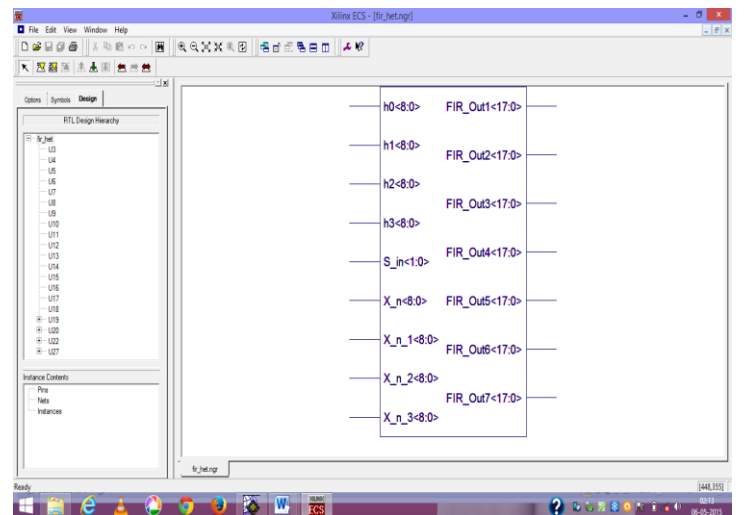 Xilinx ECS - [fir_het.ngr]
File Edit View Window Help
Options Symbols Design
RTL Design Hierarchy
fir_het
U3
U4
U5
U6
U7
U8
U9
U10
U11
U12
U13
U14
U15
U16
U17
U18
U19
U20
U22
U27
Instance Contents
Pins
Nets
Instances
h0<8:0> FIR_Out1<17:0>
h1<8:0>
FIR_Out2<17:0>
h2<8:0>
FIR_Out3<17:0>
h3<8:0>
FIR_Out4<17:0>
S_in<1:0>
X_n<8:0> FIR_Out5<17:0>
X_n_1<8:0>
FIR_Out6<17:0>
X_n_2<8:0>
FIR_Out7<17:0>
X_n_3<8:0>
fir_het.ngr
Ready
[448,355]
XILINX
ECS
02:13
06-05-2015